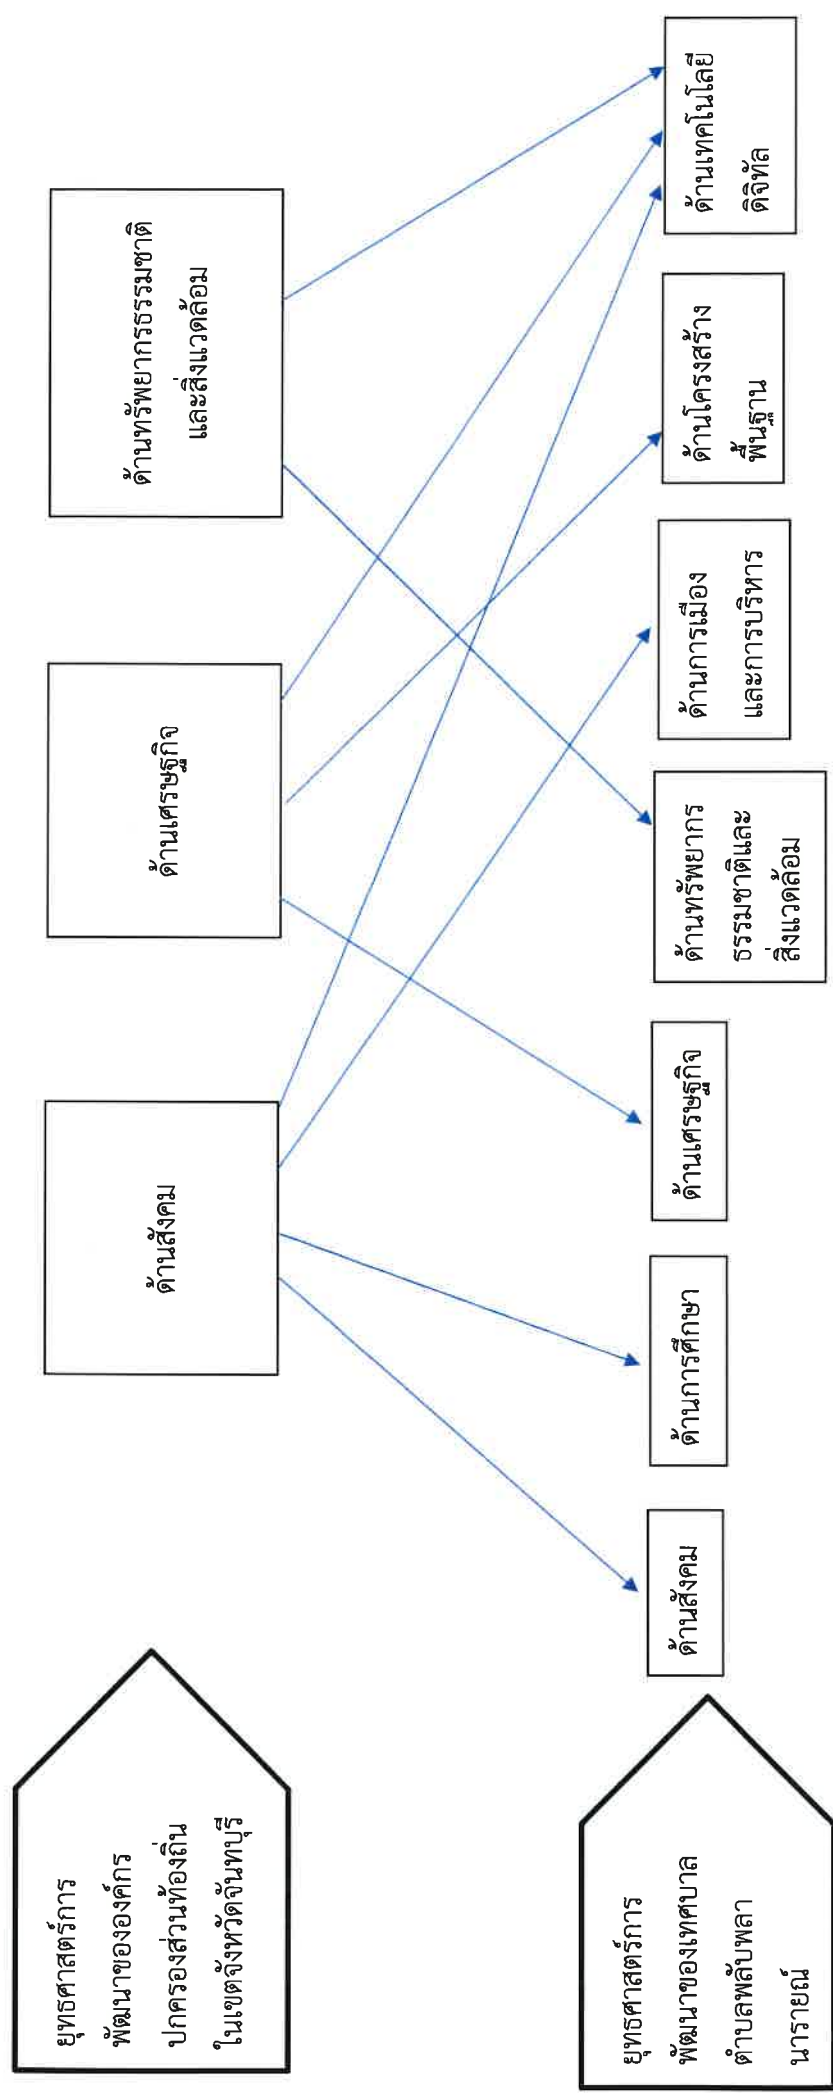 ยุทธศาสตร์การ
พัฒนาขององค์กร
ปกครองส่วนท้องถิ่น
ในเขตจังหวัดจันทบุรี
ด้านสังคม
ด้านเศรษฐกิจ
ด้านทรัพยากรธรรมชาติ
และสิ่งแวดล้อม
ยุทธศาสตร์การ
พัฒนาของเทศบาล
ตำบลพลับพลา
นารายณ์
ด้านสังคม
ด้านการศึกษา
ด้านเศรษฐกิจ
ด้านทรัพยากร
ธรรมชาติและ
สิ่งแวดล้อม
ด้านการเมือง
และการบริหาร
ด้านโครงสร้าง
พื้นฐาน
ด้านเทคโนโลยี
ดิจิทัล